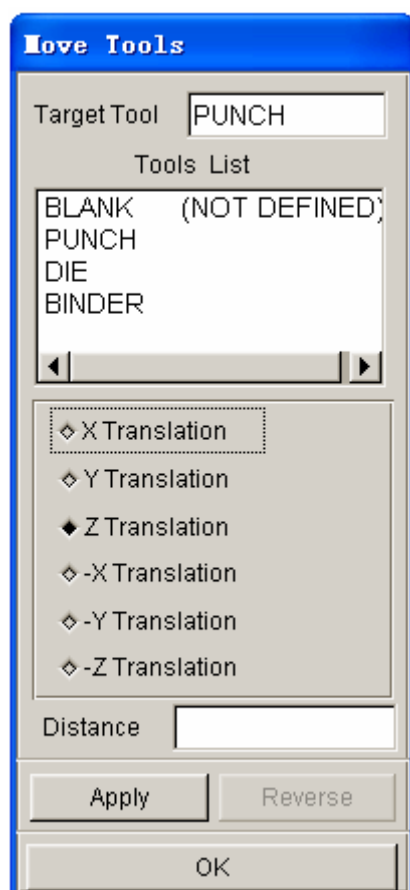 Move Tools
Target Tool PUNCH
Tools List
BLANK (NOT DEFINED)
PUNCH
DIE
BINDER
X Translation
Y Translation
Z Translation
-X Translation
-Y Translation
-Z Translation
Distance
Apply Reverse
OK